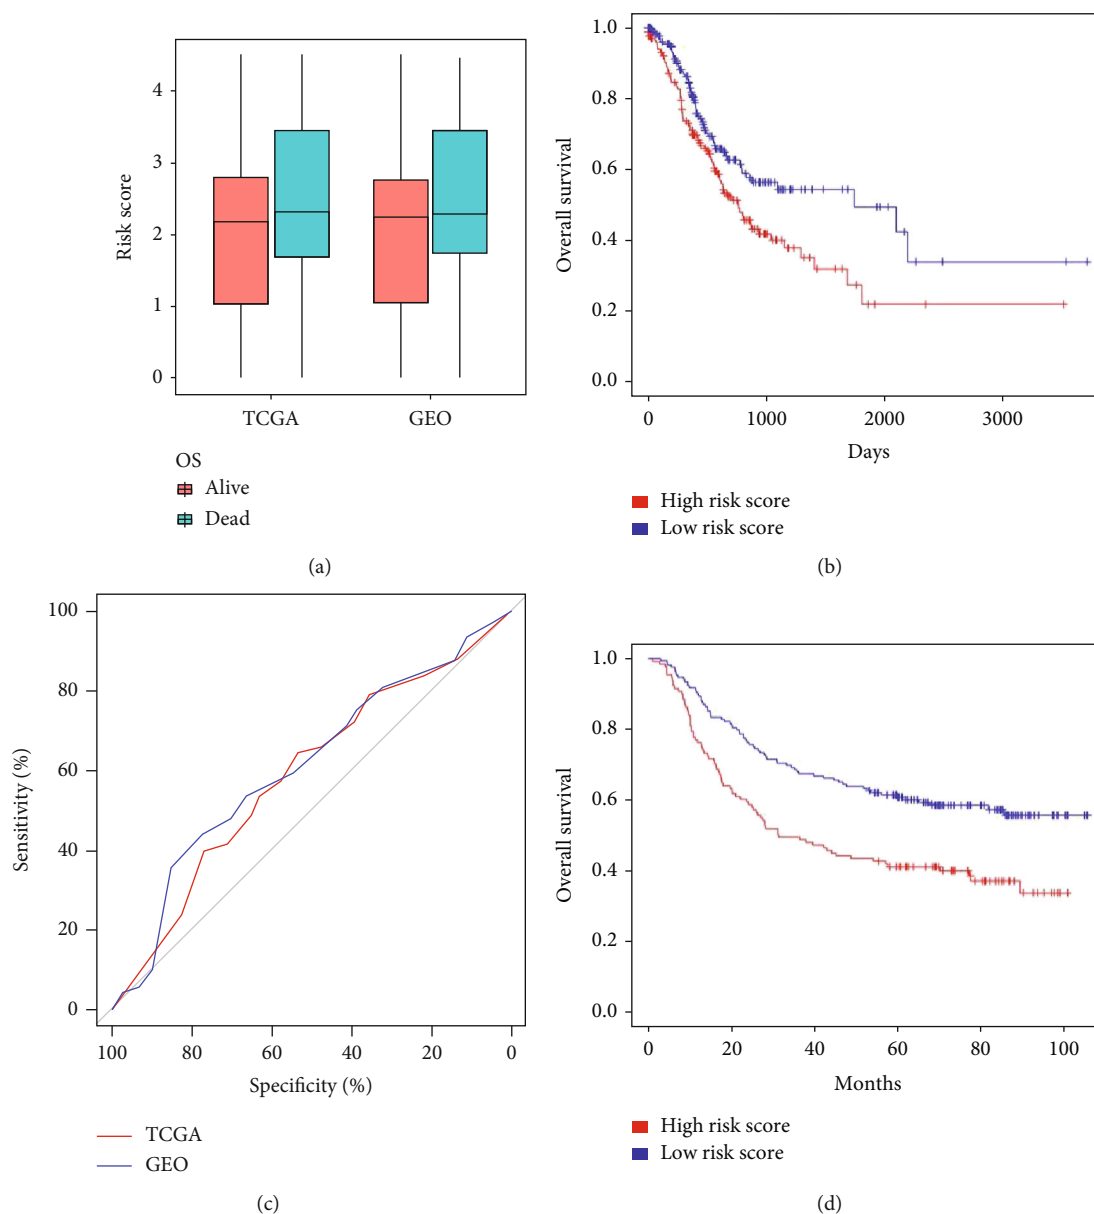 Risk score
4
3
2
1
0
TCGA GEO
OS
Alive
Dead
(a)
Overall survival
1.0
0.8
0.6
0.4
0.2
0.0
0 1000 2000 3000
Days
High risk score
Low risk score
(b)
Sensitivity (%)
100
80
60
40
20
0
100 80 60 40 20 0
Specificity (%)
TCGA
GEO
(c)
Overall survival
1.0
0.8
0.6
0.4
0.2
0.0
0 20 40 60 80 100
Months
High risk score
Low risk score
(d)